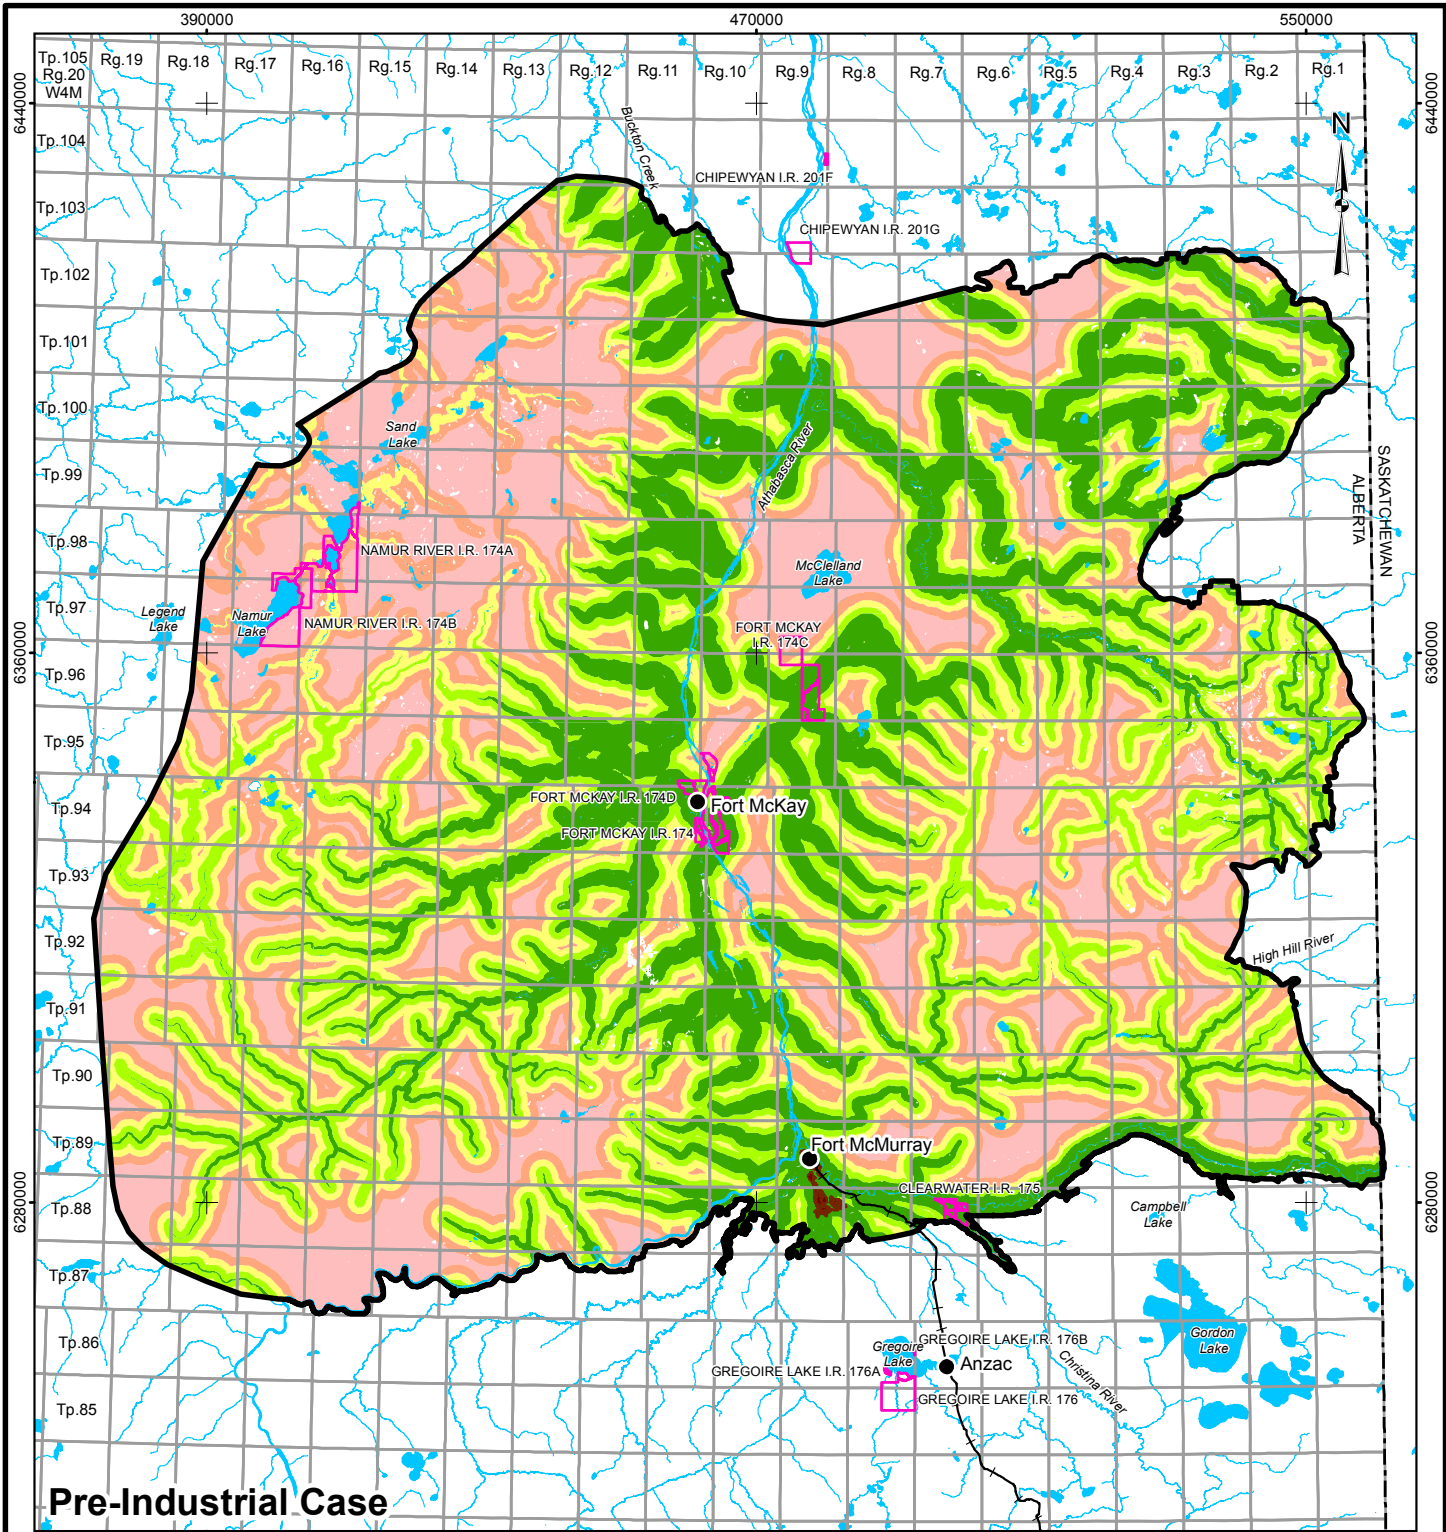 390000
470000
550000
Tp.105
Rg.20
W4M
Rg.19
Rg.18
Rg.17
Rg.16
Rg.15
Rg.14
Rg.13
Rg.12
Rg.11
Rg.10
Rg.9
Rg.8
Rg.7
Rg.6
Rg.5
Rg.4
Rg.3
Rg.2
Rg.1
6440000
6440000
N
Tp.104
Buckton Creek
CHIPEWYAN I.R. 201F
Tp.103
CHIPEWYAN I.R. 201G
Tp.102
Tp.101
Tp.100
Sand
Lake
Athabasca River
Tp.99
SASKATCHEWAN
ALBERTA
Tp.98
NAMUR RIVER I.R. 174A
McClelland
Lake
Tp.97
Legend
Lake
Namur
Lake
NAMUR RIVER I.R. 174B
FORT MCKAY
I.R. 174C
6360000
6360000
Tp.96
Tp.95
Tp.94
FORT MCKAY I.R. 174D
Fort McKay
FORT MCKAY I.R.174
Tp.93
Tp.92
High Hill River
Tp.91
Tp.90
Tp.89
Fort McMurray
CLEARWATER I.R. 175
6280000
6280000
Tp.88
Campbell
Lake
Tp.87
Tp.86
Gregoire
Lake
GREGOIRE LAKE I.R. 176B
Gordon
Lake
Anzac
GREGOIRE LAKE I.R. 176A
Christina River
GREGOIRE LAKE I.R. 176
Tp.85
Pre-Industrial Case